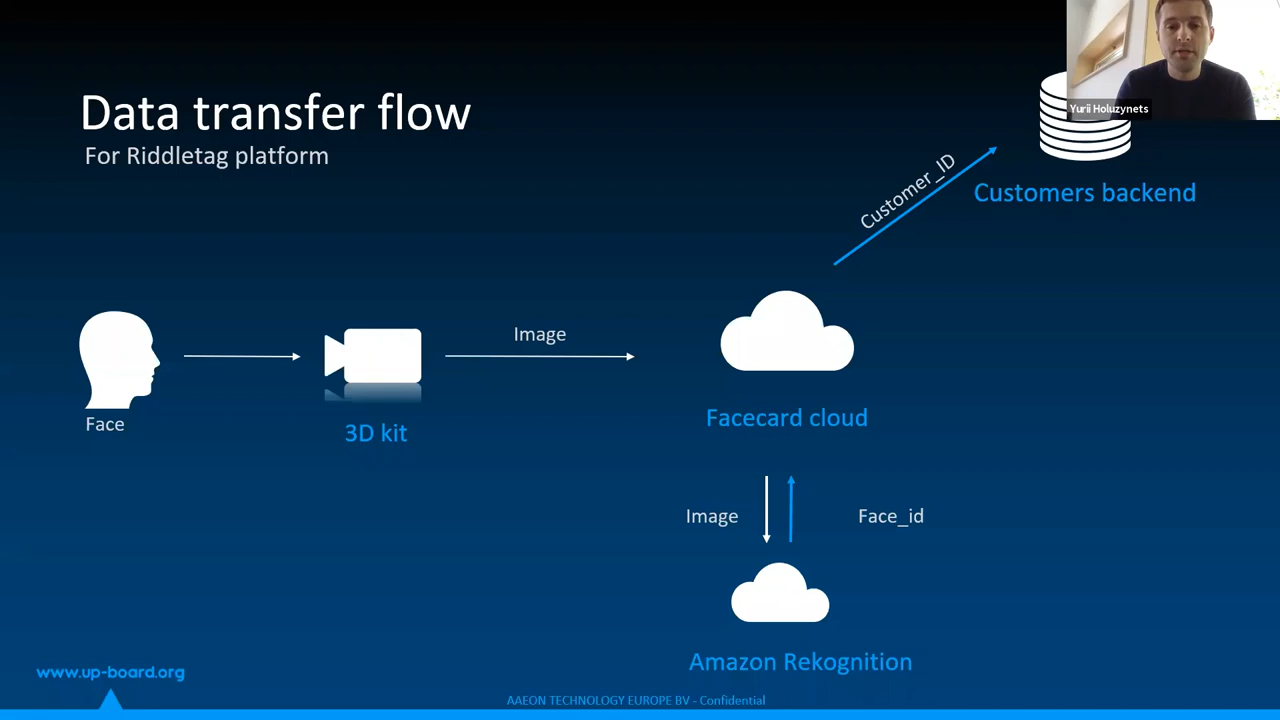 Data transfer flow
For Riddletag platform
Yurii Holuzynets
Customer_ID
Customers backend
Image
Face
3D kit
Facecard cloud
Image
Face_id
Amazon Rekognition
www.up-board.org
AAEON TECHNOLOGY EUROPE BV - Confidential